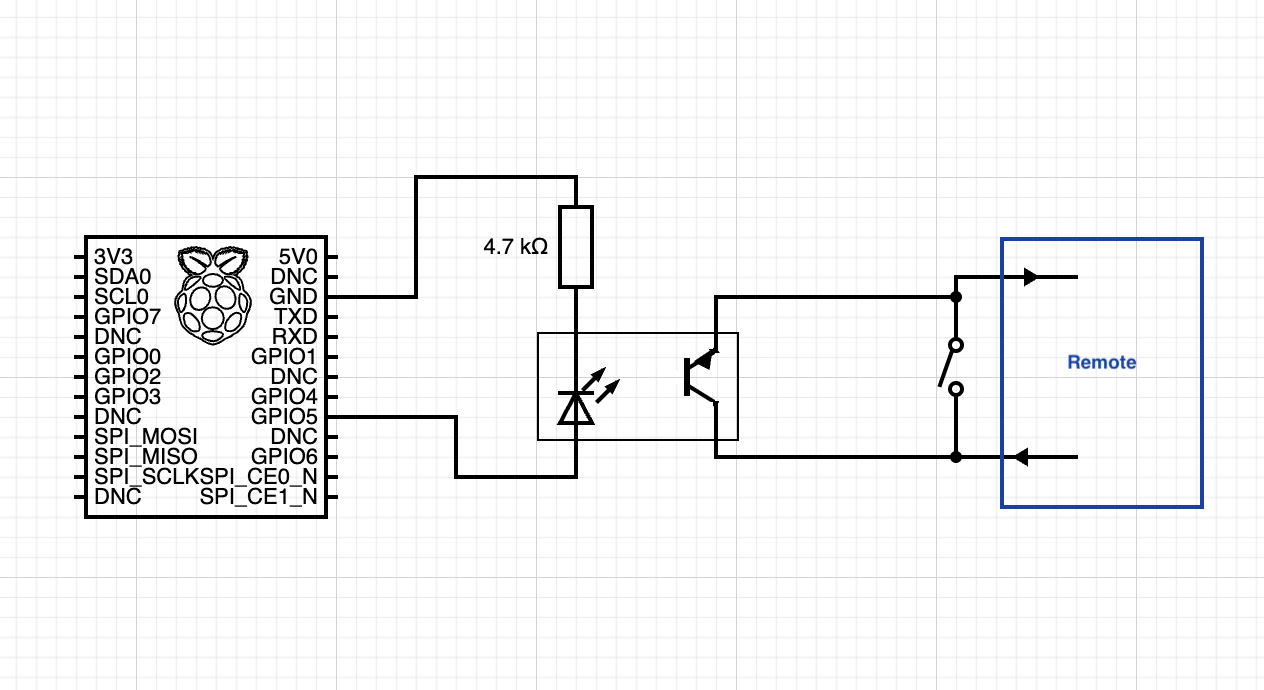 3V3 5V0
SDA0 DNC
SCL0 GND
GPIO7 TXD
DNC RXD
GPIO0 GPIO1
GPIO2 DNC
GPIO3 GPIO4
DNC GPIO5
SPI_MOSI DNC
SPI_MISO GPIO6
SPI_SCLK SPI_CE0_N
DNC SPI_CE1_N
4.7 kΩ
Remote